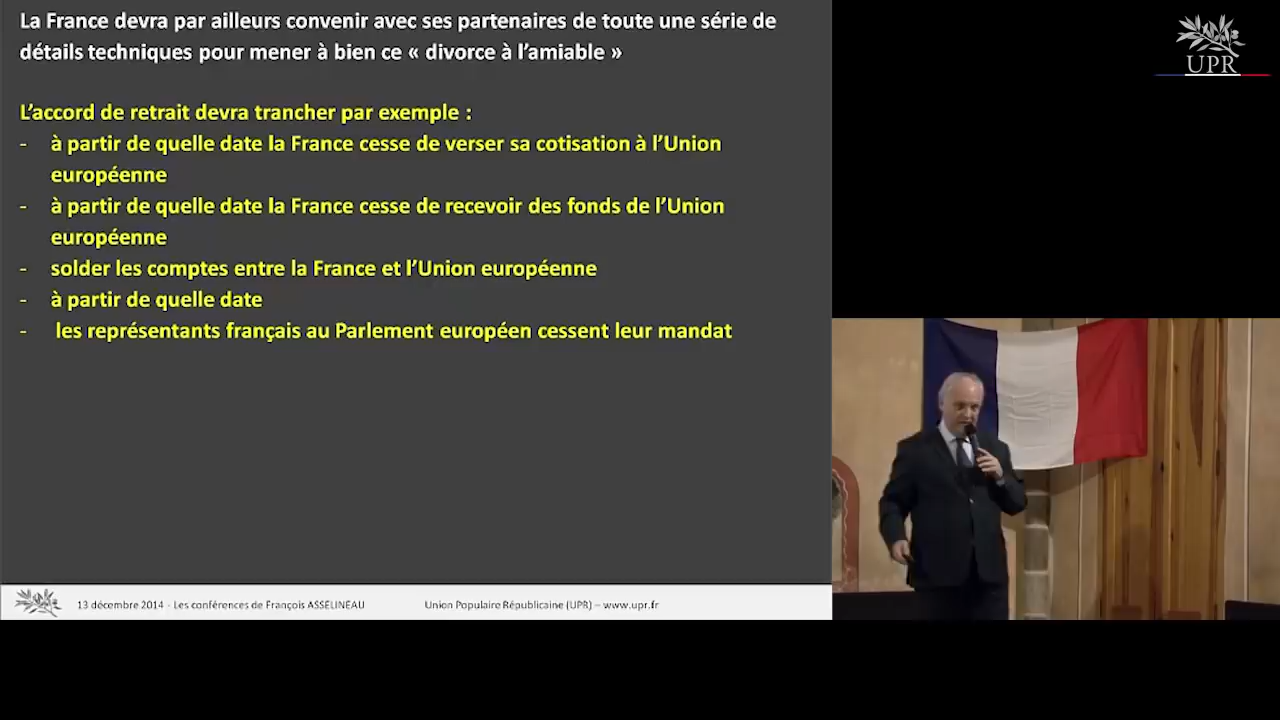 La France devra par ailleurs convenir avec ses partenaires de toute une série de
détails techniques pour mener à bien ce « divorce à l’amiable »
L’accord de retrait devra trancher par exemple :
- à partir de quelle date la France cesse de verser sa cotisation à l’Union
européenne
- à partir de quelle date la France cesse de recevoir des fonds de l’Union
européenne
- solder les comptes entre la France et l’Union européenne
- à partir de quelle date
- les représentants français au Parlement européen cessent leur mandat
13 décembre 2014 - Les conférences de François ASSELINEAU
Union Populaire Républicaine (UPR) – www.upr.fr
UPR